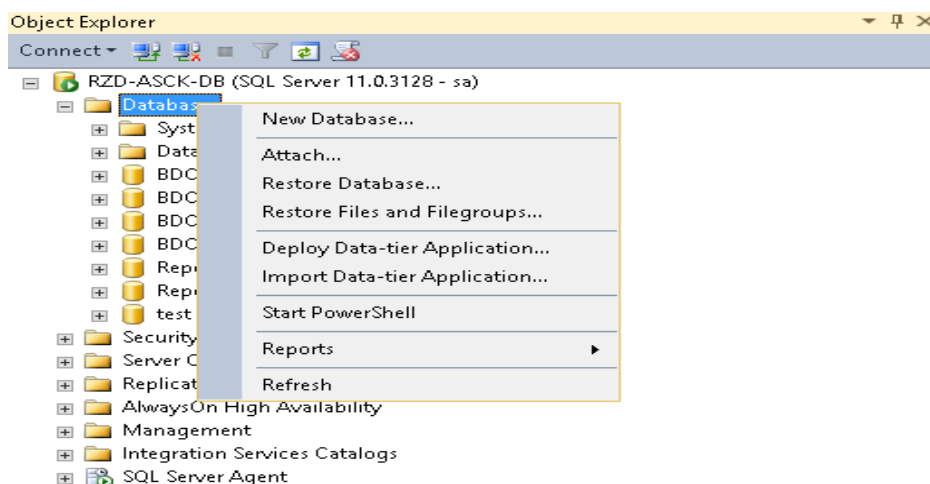 Object Explorer
Connect
RZD-ASCK-DB (SQL Server 11.0.3128 - sa)
Databas
New Database...
Syst
Data
Attach...
BDC
Restore Database...
BDC
Restore Files and Filegroups...
BDC
BDC
Deploy Data-tier Application...
Repo
Import Data-tier Application...
Repo
test
Start PowerShell
Security
Reports
Server O
Replicat
Refresh
AlwaysOn High Availability
Management
Integration Services Catalogs
SQL Server Agent